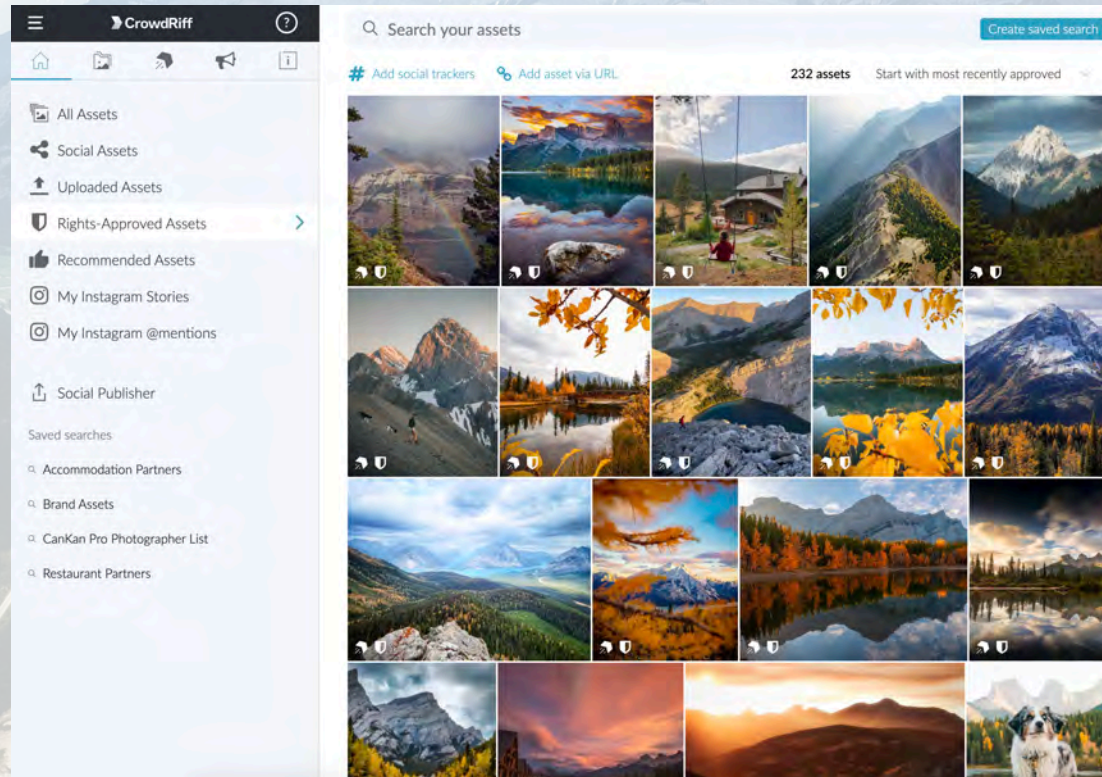 CrowdRiff
?
Search your assets
Create saved search
# Add social trackers
Add asset via URL
232 assets
Start with most recently approved
All Assets
Social Assets
Uploaded Assets
Rights-Approved Assets
Recommended Assets
My Instagram Stories
My Instagram @mentions
Social Publisher
Saved searches
Accommodation Partners
Brand Assets
CanKan Pro Photographer List
Restaurant Partners